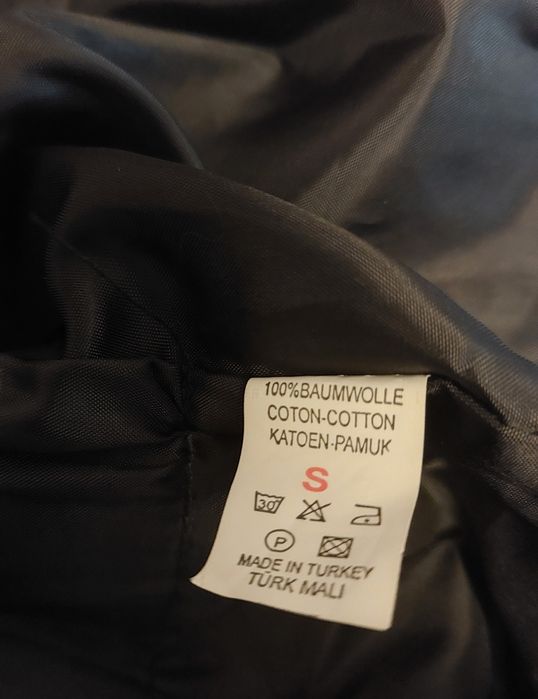 100%BAUMWOLLE
COTON-COTTON
KATOEN-PAMUK
S
30
P
MADE IN TURKEY
TÜRK MALI